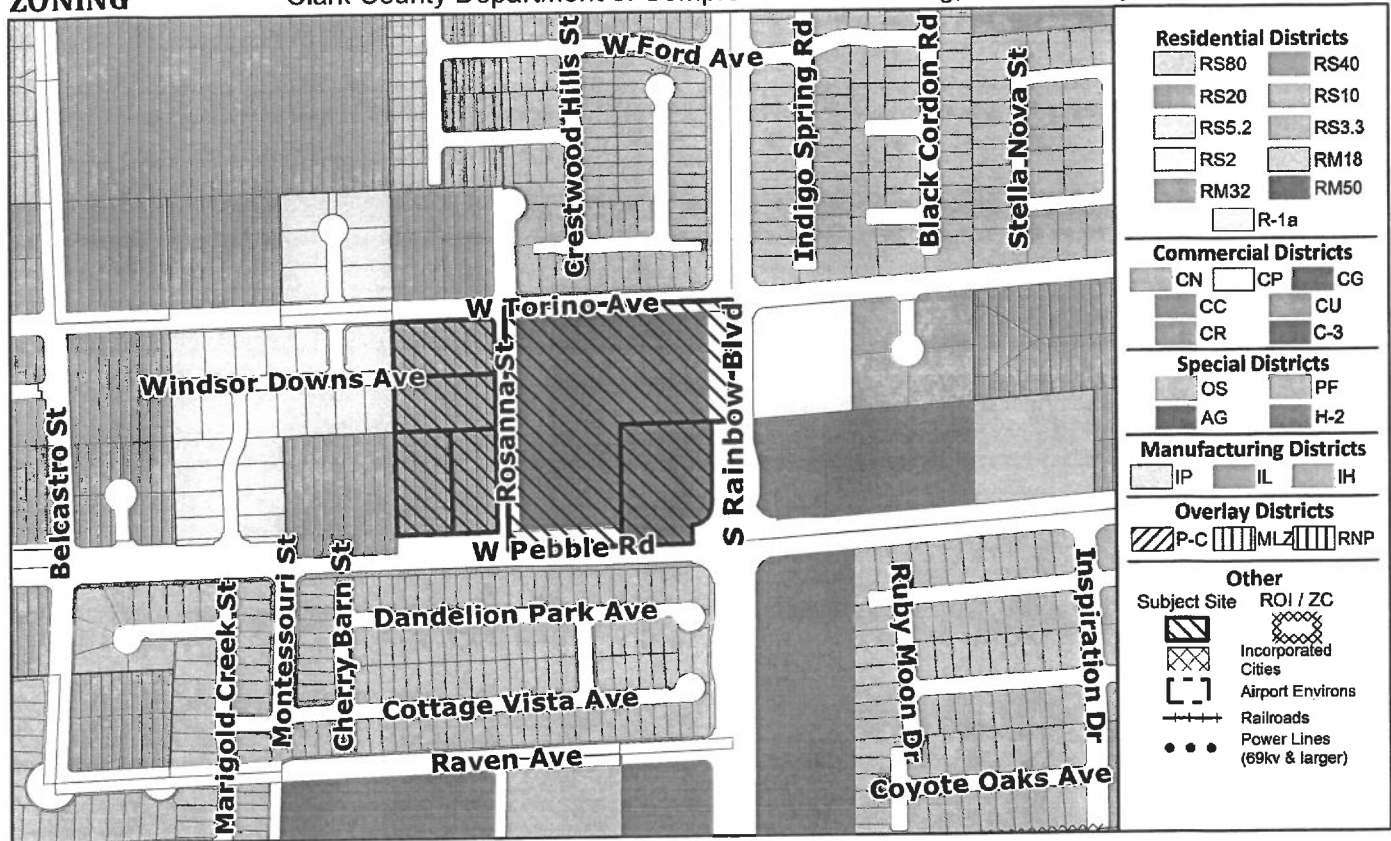 ZONING
W Ford Ave
Crestwood Hills St
Indigo Spring Rd
Black Cordon Rd
Stella Nova St
W Torino Ave
Windsor Downs Ave
Rosanna St
S Rainbow Blvd
Belcastro St
W Pebble Rd
Marigold Creek St
Montessouri St
Cherry Barn St
Dandelion Park Ave
Cottage Vista Ave
Raven Ave
Ruby Moon Dr
Inspiration Dr
Coyote Oaks Ave
Residential Districts
RS80 RS40
RS20 RS10
RS5.2 RS3.3
RS2 RM18
RM32 RM50
R-1a
Commercial Districts
CN CP CG
CC CU
CR C-3
Special Districts
OS PF
AG H-2
Manufacturing Districts
IP IL IH
Overlay Districts
P-C MLZ RNP
Other
Subject Site ROI / ZC
Incorporated
Cities
Airport Environs
Railroads
Power Lines
(69kv & larger)